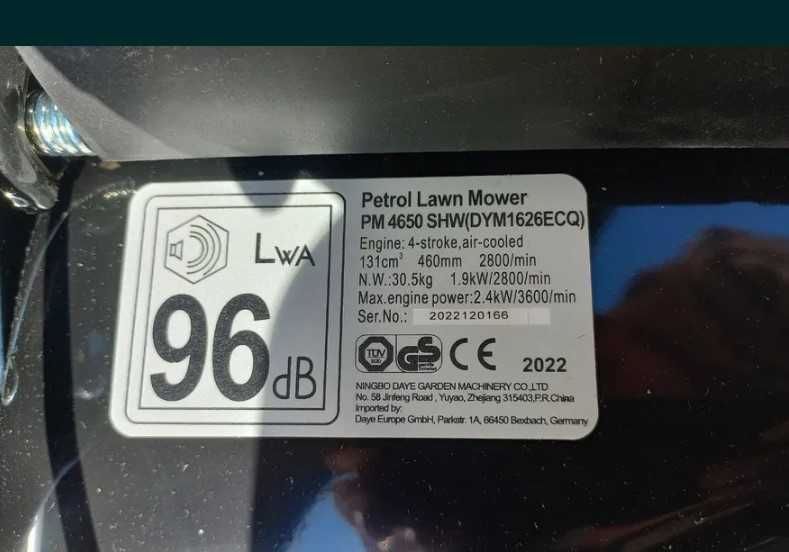 LWA
96 dB
Petrol Lawn Mower
PM 4650 SHW(DYM1626ECQ)
Engine: 4-stroke,air-cooled
131cm³ 460mm 2800/min
N.W.:30.5kg 1.9kW/2800/min
Max.engine power:2.4kW/3600/min
Ser.No.: 2022120166
TÜV GS CE 2022
NINGBO DAYE GARDEN MACHINERY CO.,LTD
No. 58 Jinfeng Road , Yuyao, Zhejiang 315403,P.R.China
Imported by:
Daye Europe GmbH, Parkstr. 1A, 66450 Bexbach, Germany